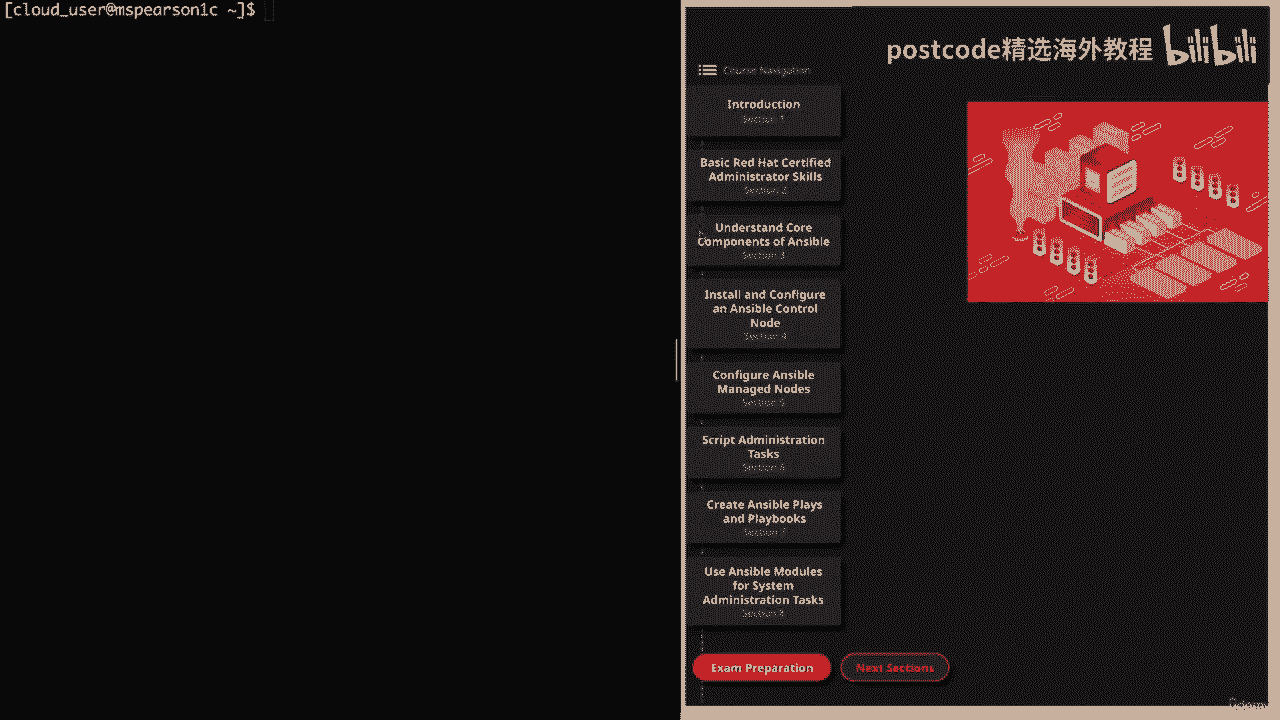 [cloud_user@mspearson1c ~]$
postcode精选海外教程 bilibili
Course Navigation
Introduction
Section 1
Basic Red Hat Certified
Administrator Skills
Section 2
Understand Core
Components of Ansible
Section 3
Install and Configure
an Ansible Control
Node
Section 4
Configure Ansible
Managed Nodes
Section 5
Script Administration
Tasks
Section 6
Create Ansible Plays
and Playbooks
Section 7
Use Ansible Modules
for System
Administration Tasks
Section 8
Exam Preparation
Next Sections